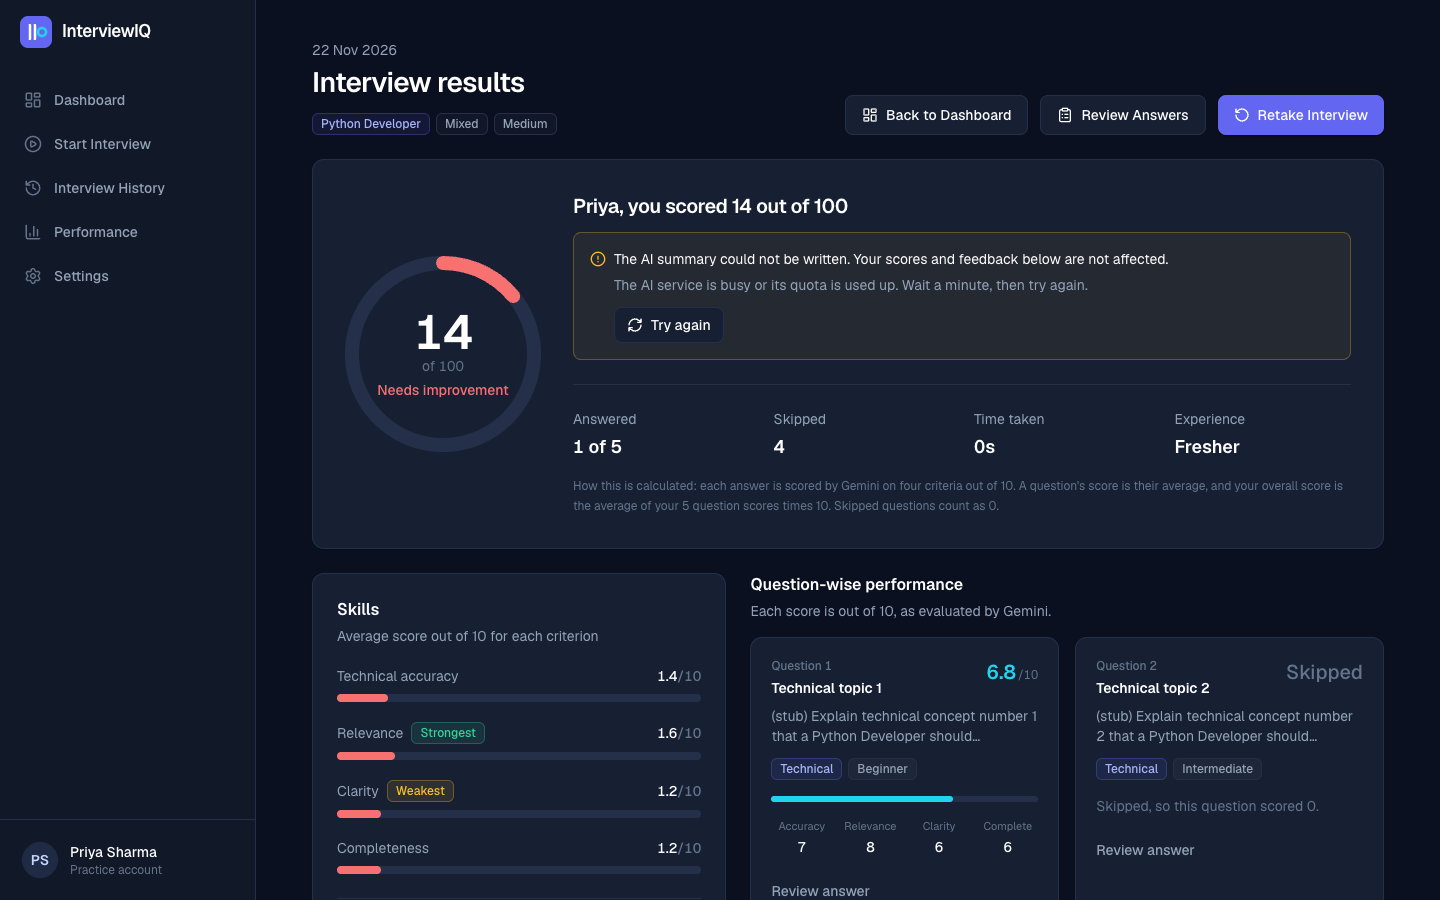 InterviewIQ
Dashboard
Start Interview
Interview History
Performance
Settings
PS
Priya Sharma
Practice account
22 Nov 2026
Interview results
Python Developer
Mixed
Medium
Back to Dashboard
Review Answers
Retake Interview
14
of 100
Needs improvement
Priya, you scored 14 out of 100
The AI summary could not be written. Your scores and feedback below are not affected.
The AI service is busy or its quota is used up. Wait a minute, then try again.
Try again
Answered
1 of 5
Skipped
4
Time taken
0s
Experience
Fresher
How this is calculated: each answer is scored by Gemini on four criteria out of 10. A question's score is their average, and your overall score is
the average of your 5 question scores times 10. Skipped questions count as 0.
Skills
Average score out of 10 for each criterion
Technical accuracy
1.4/10
Relevance
Strongest
1.6/10
Clarity
Weakest
1.2/10
Completeness
1.2/10
Question-wise performance
Each score is out of 10, as evaluated by Gemini.
Question 1
6.8/10
Technical topic 1
(stub) Explain technical concept number 1
that a Python Developer should…
Technical
Beginner
Accuracy
Relevance
Clarity
Complete
7
8
6
6
Review answer
Question 2
Skipped
Technical topic 2
(stub) Explain technical concept number
2 that a Python Developer should…
Technical
Intermediate
Skipped, so this question scored 0.
Review answer